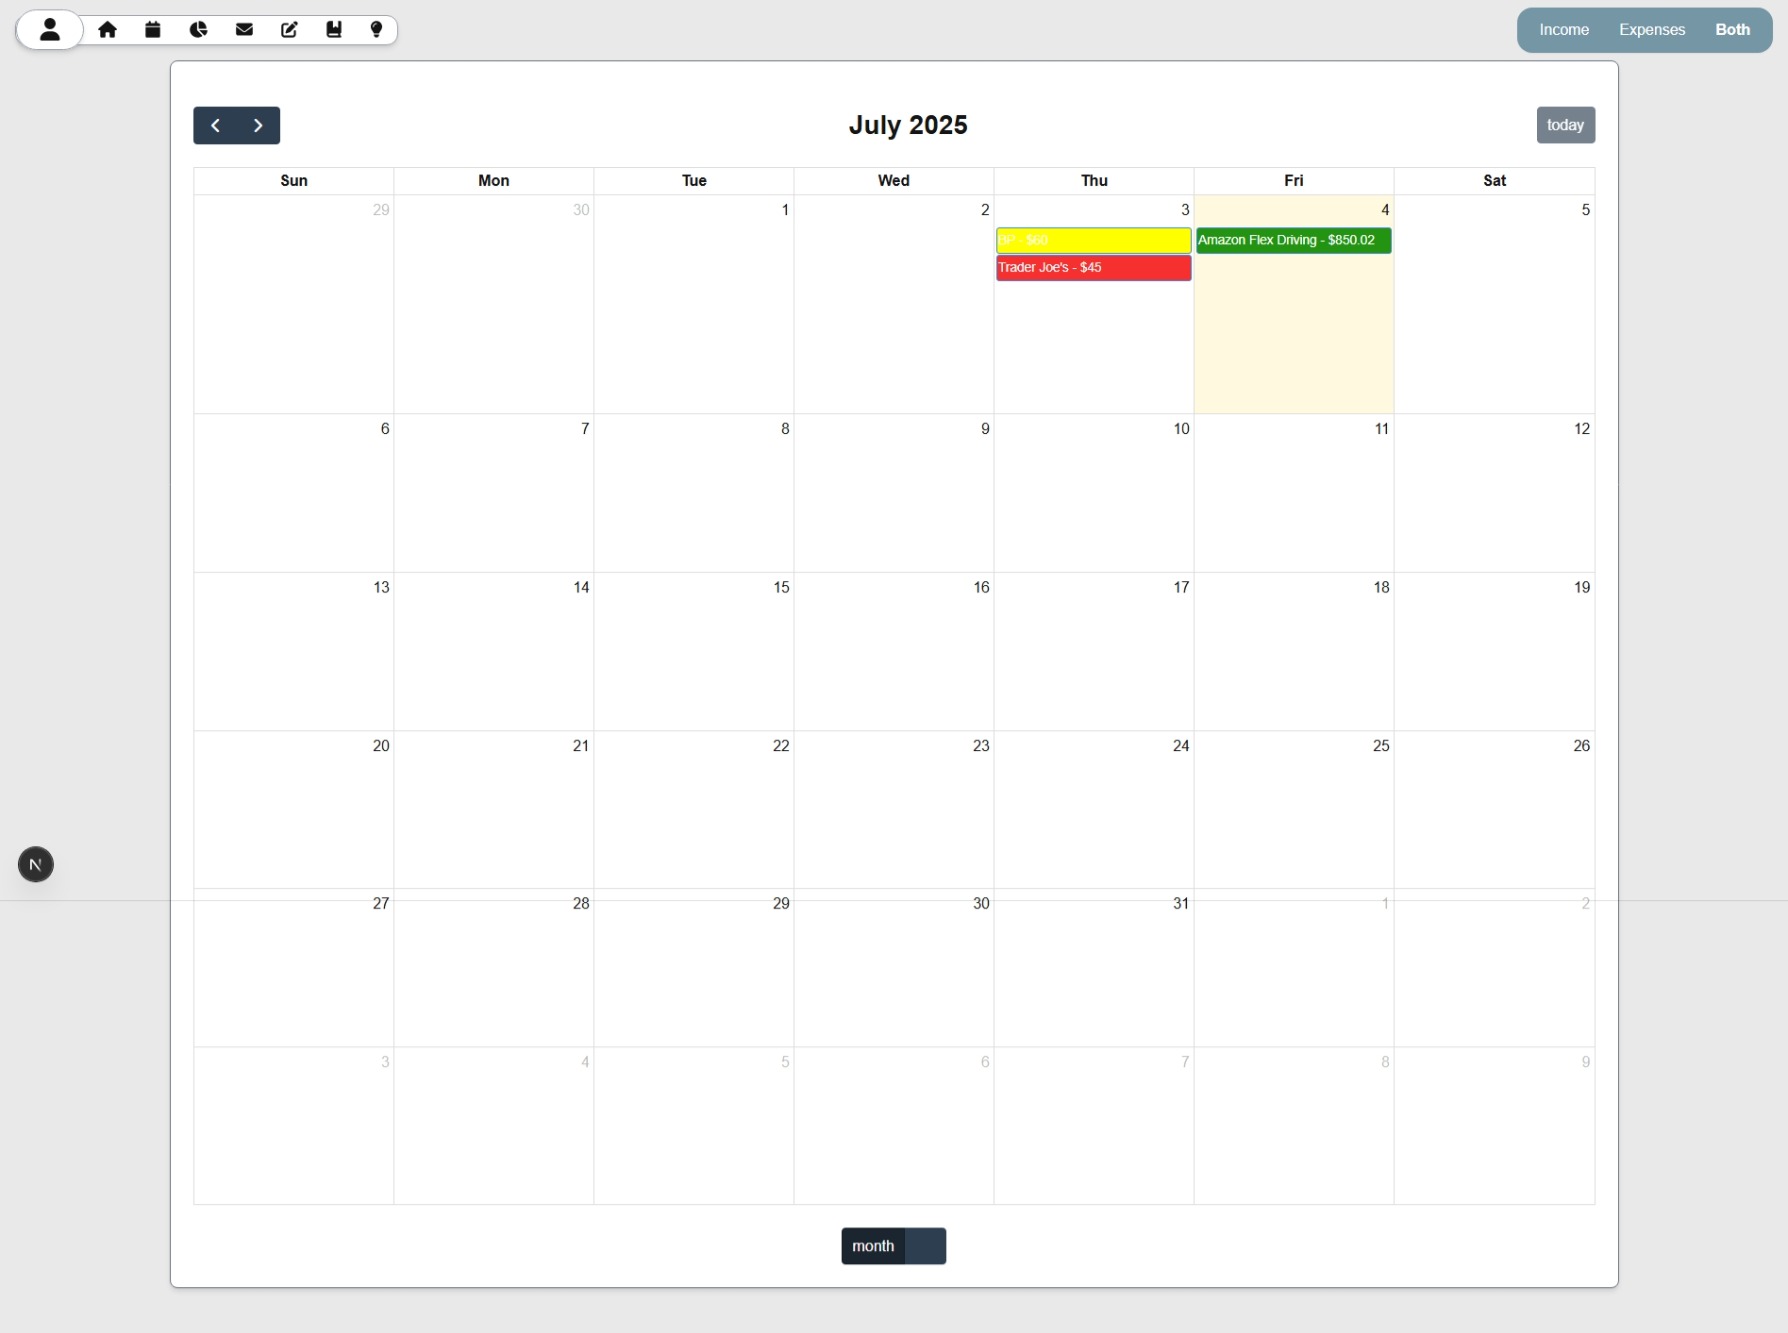 Income Expenses Both
July 2025
today
Sun Mon Tue Wed Thu Fri Sat
29 30 1 2 3 4 5
BP - $60
Amazon Flex Driving - $850.02
Trader Joe's - $45
6 7 8 9 10 11 12
13 14 15 16 17 18 19
20 21 22 23 24 25 26
N
27 28 29 30 31 1 2
3 4 5 6 7 8 9
month